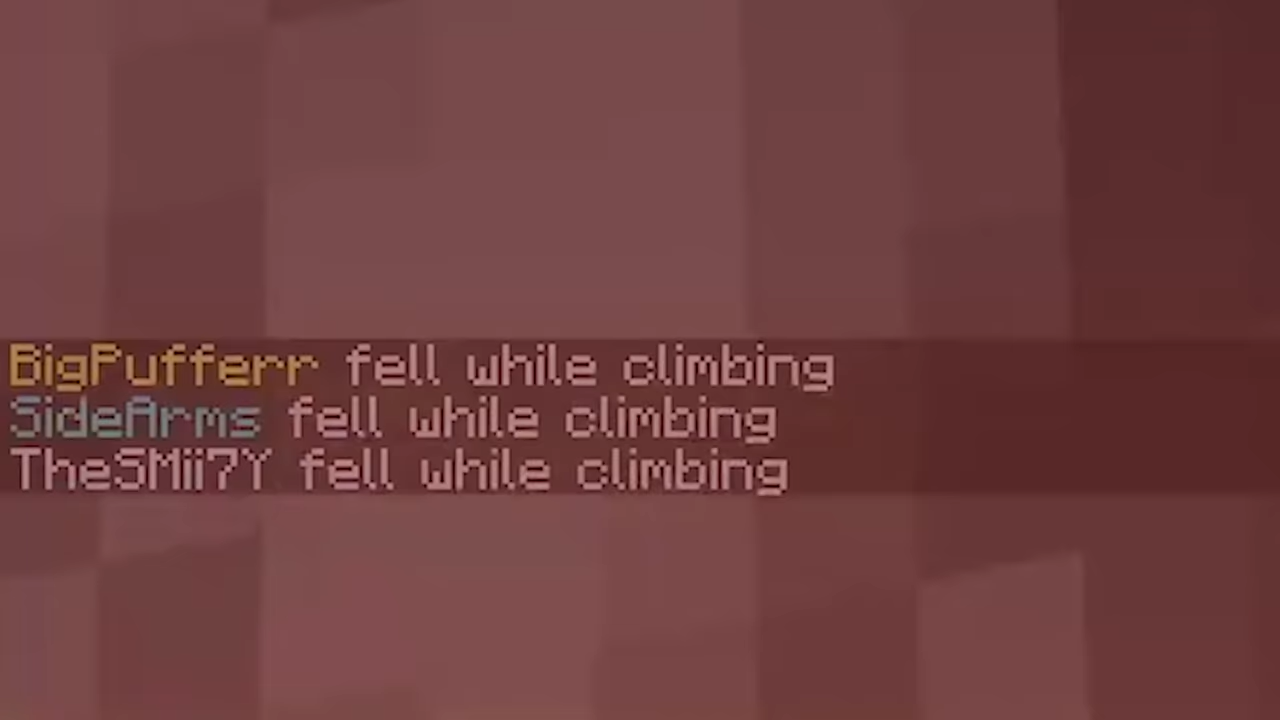 BigPufferr fell while climbing
SideArms fell while climbing
TheSMii7Y fell while climbing